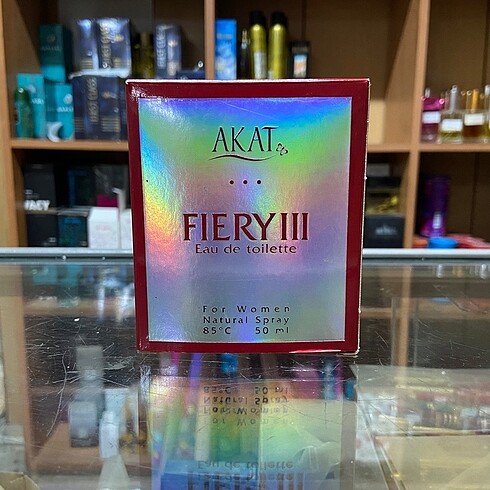 AKAT
FIERY III
Eau de toilette
For Women
Natural Spray
85°C 50 ml